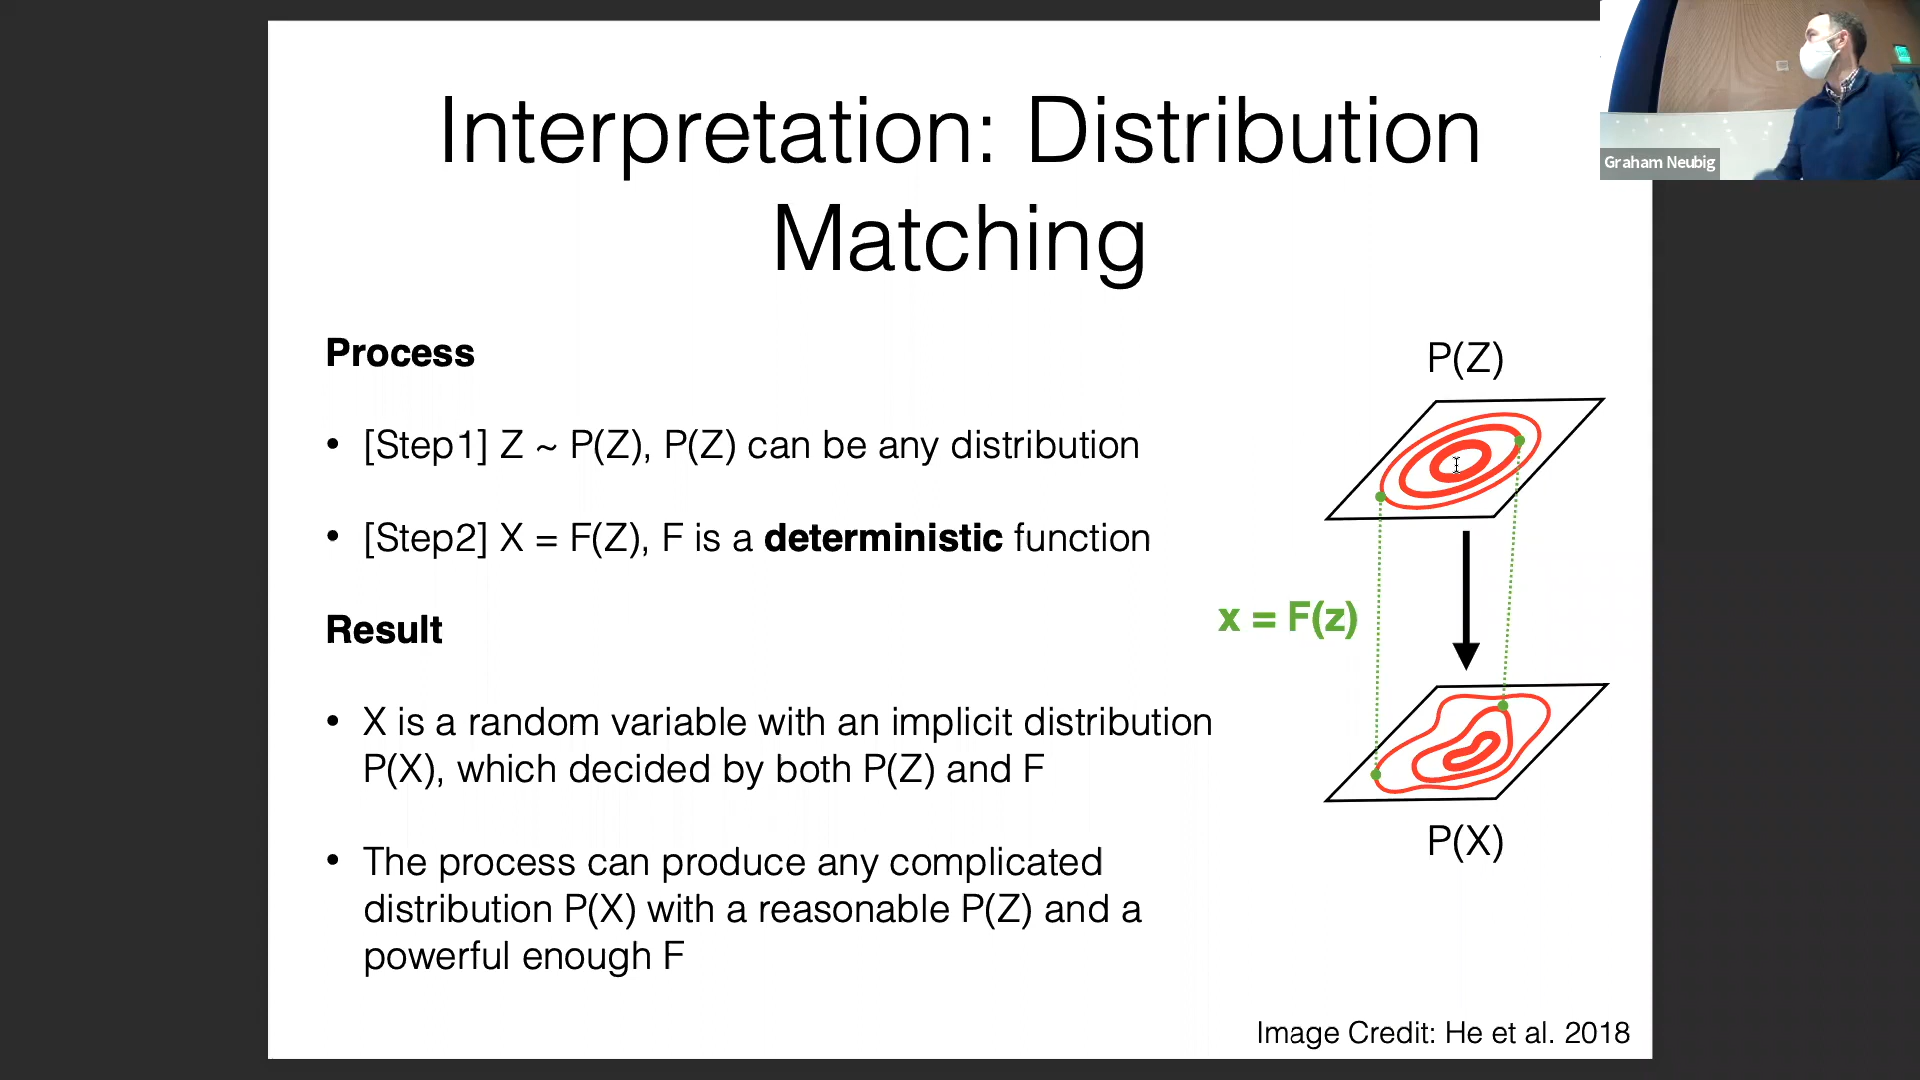 Interpretation: Distribution
Matching
Graham Neubig
Process
• [Step1] Z ~ P(Z), P(Z) can be any distribution
• [Step2] X = F(Z), F is a deterministic function
Result
• X is a random variable with an implicit distribution
P(X), which decided by both P(Z) and F
• The process can produce any complicated
distribution P(X) with a reasonable P(Z) and a
powerful enough F
P(Z)
x = F(z)
P(X)
Image Credit: He et al. 2018